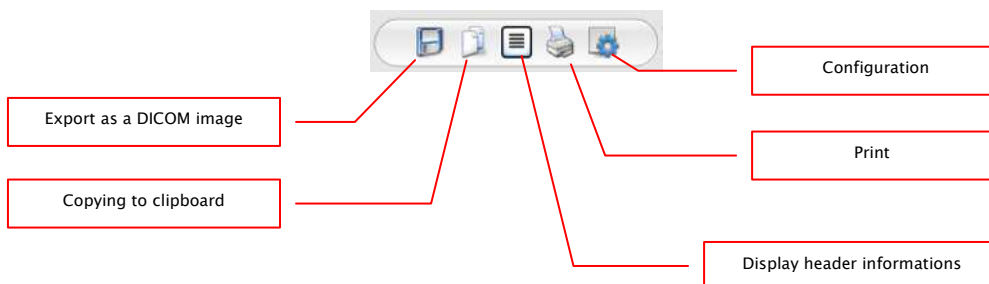 Configuration
Export as a DICOM image
Print
Copying to clipboard
Display header informations